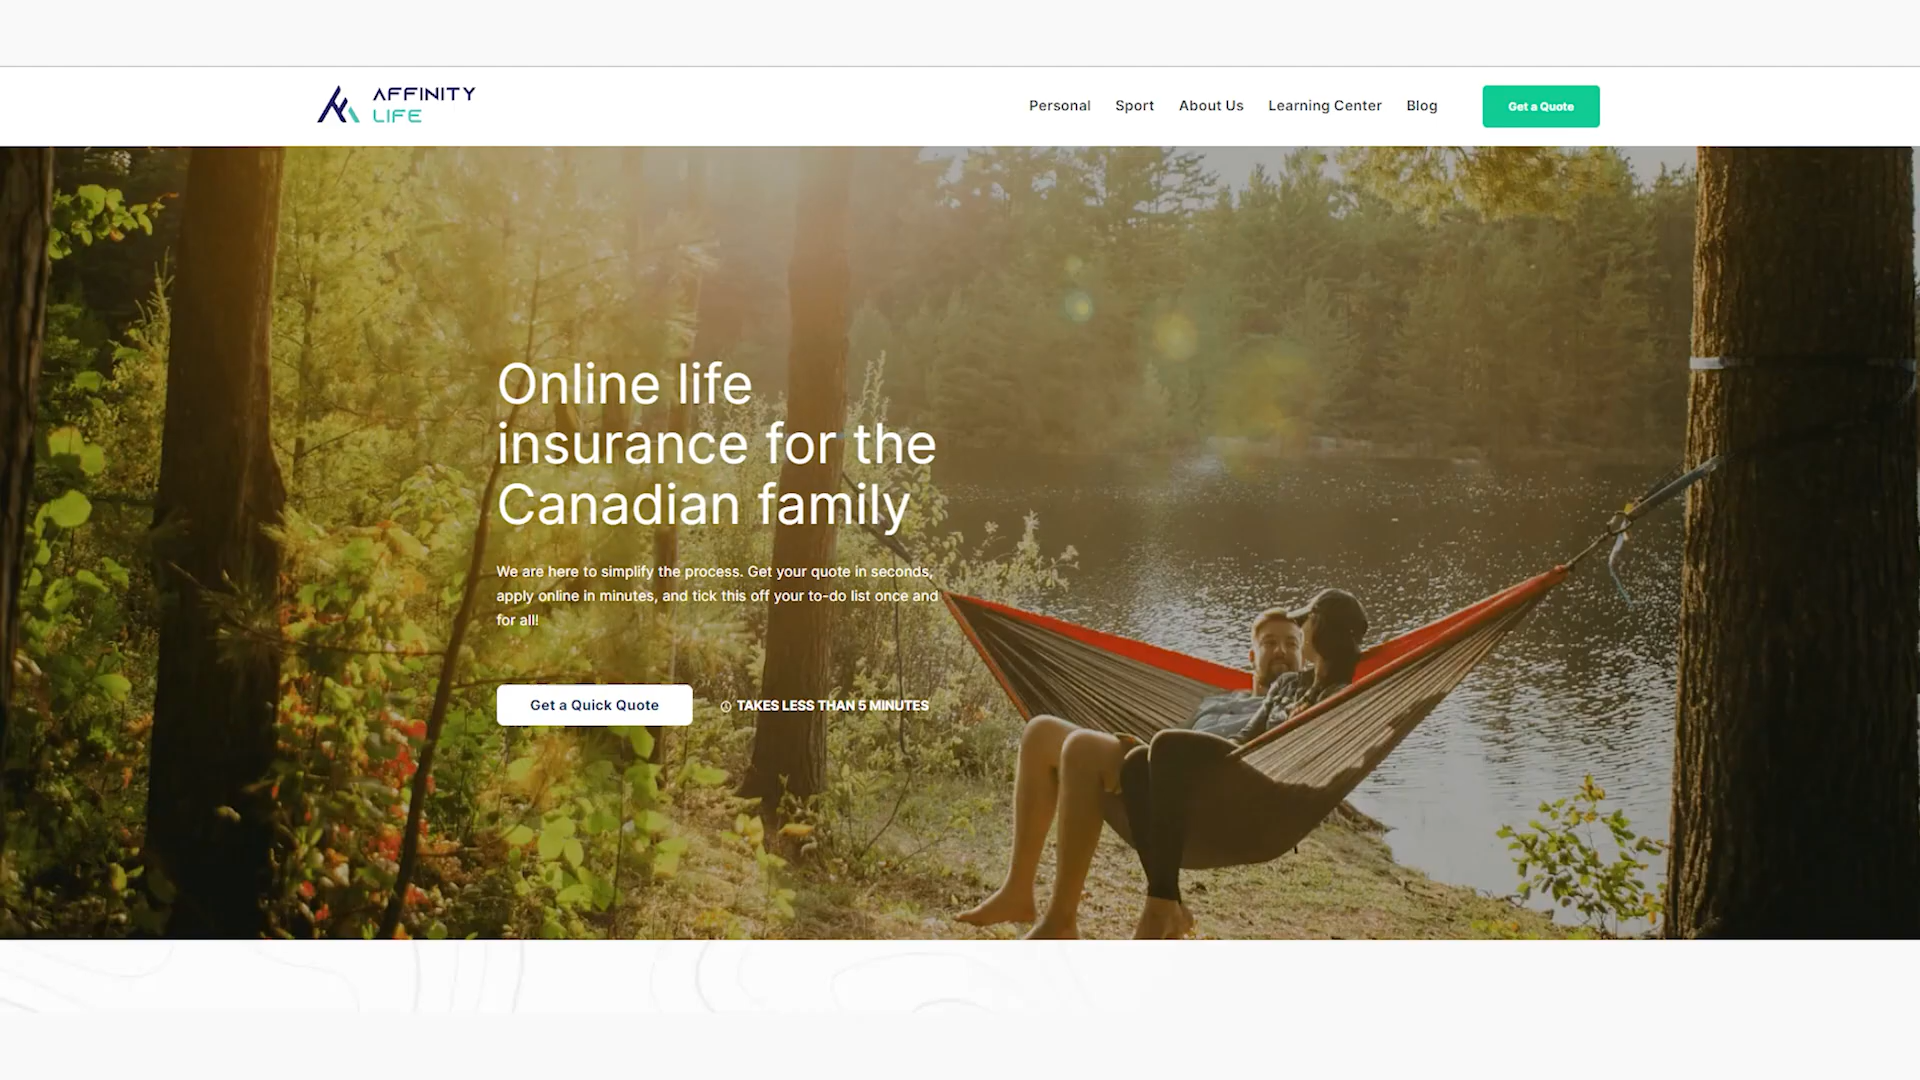 AFFINITY
LIFE
Personal
Sport
About Us
Learning Center
Blog
Get a Quote
Online life
insurance for the
Canadian family
We are here to simplify the process. Get your quote in seconds,
apply online in minutes, and tick this off your to-do list once and
for all!
Get a Quick Quote
TAKES LESS THAN 5 MINUTES